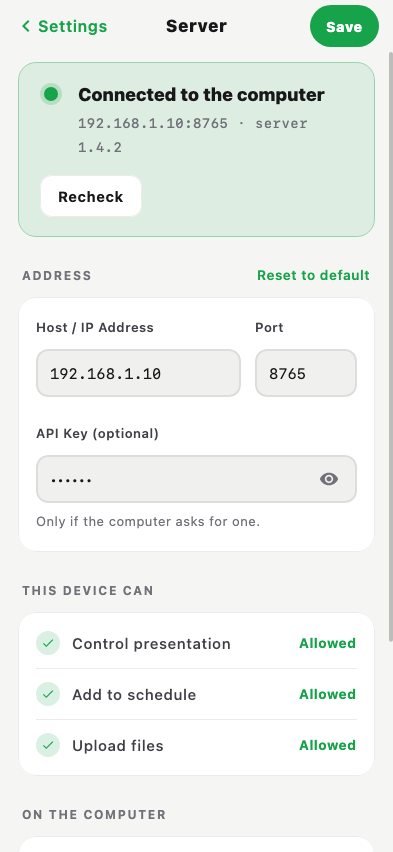 Settings
Server
Save
Connected to the computer
192.168.1.10:8765 · server
1.4.2
Recheck
ADDRESS
Reset to default
Host / IP Address
Port
192.168.1.10
8765
API Key (optional)
••••••
Only if the computer asks for one.
THIS DEVICE CAN
Control presentation
Allowed
Add to schedule
Allowed
Upload files
Allowed
ON THE COMPUTER